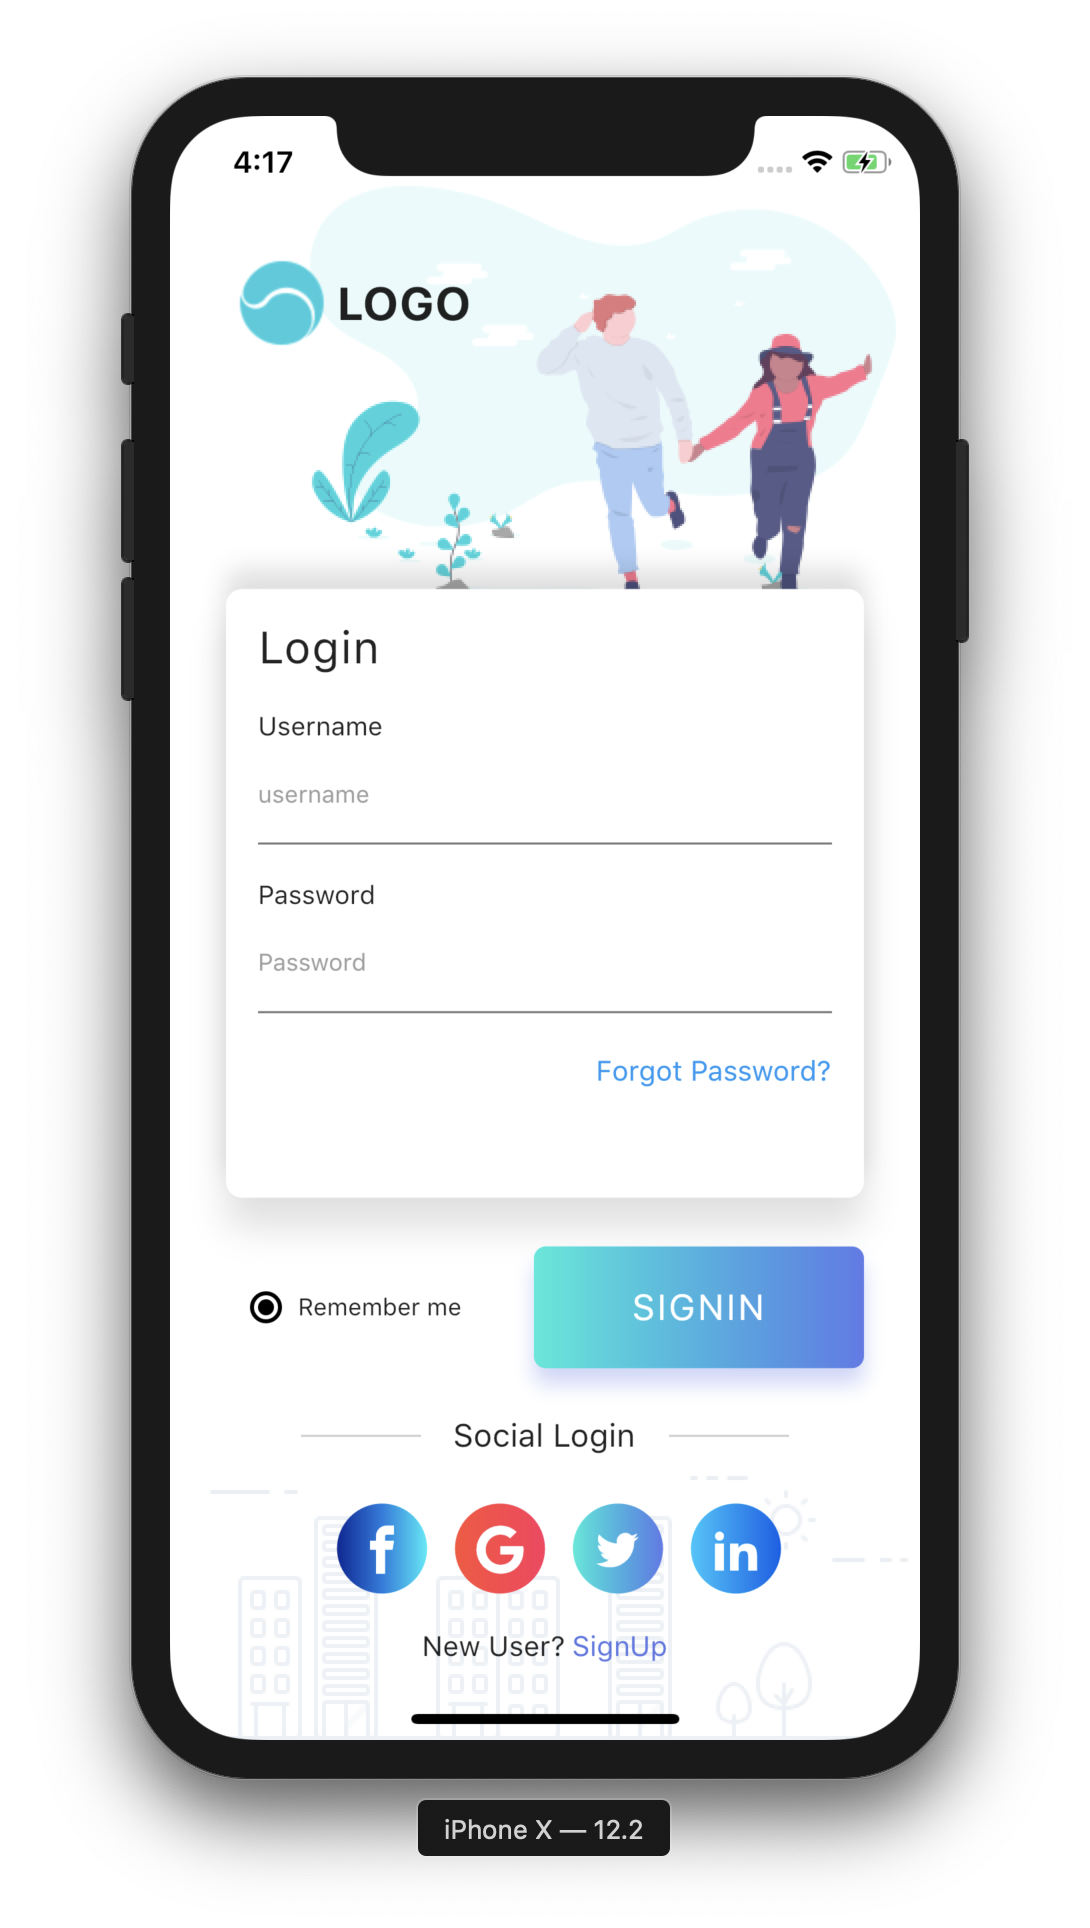 4:17
LOGO
Login
Username
username
Password
Password
Forgot Password?
Remember me
SIGNIN
Social Login
f G in
New User? SignUp
iPhone X — 12.2